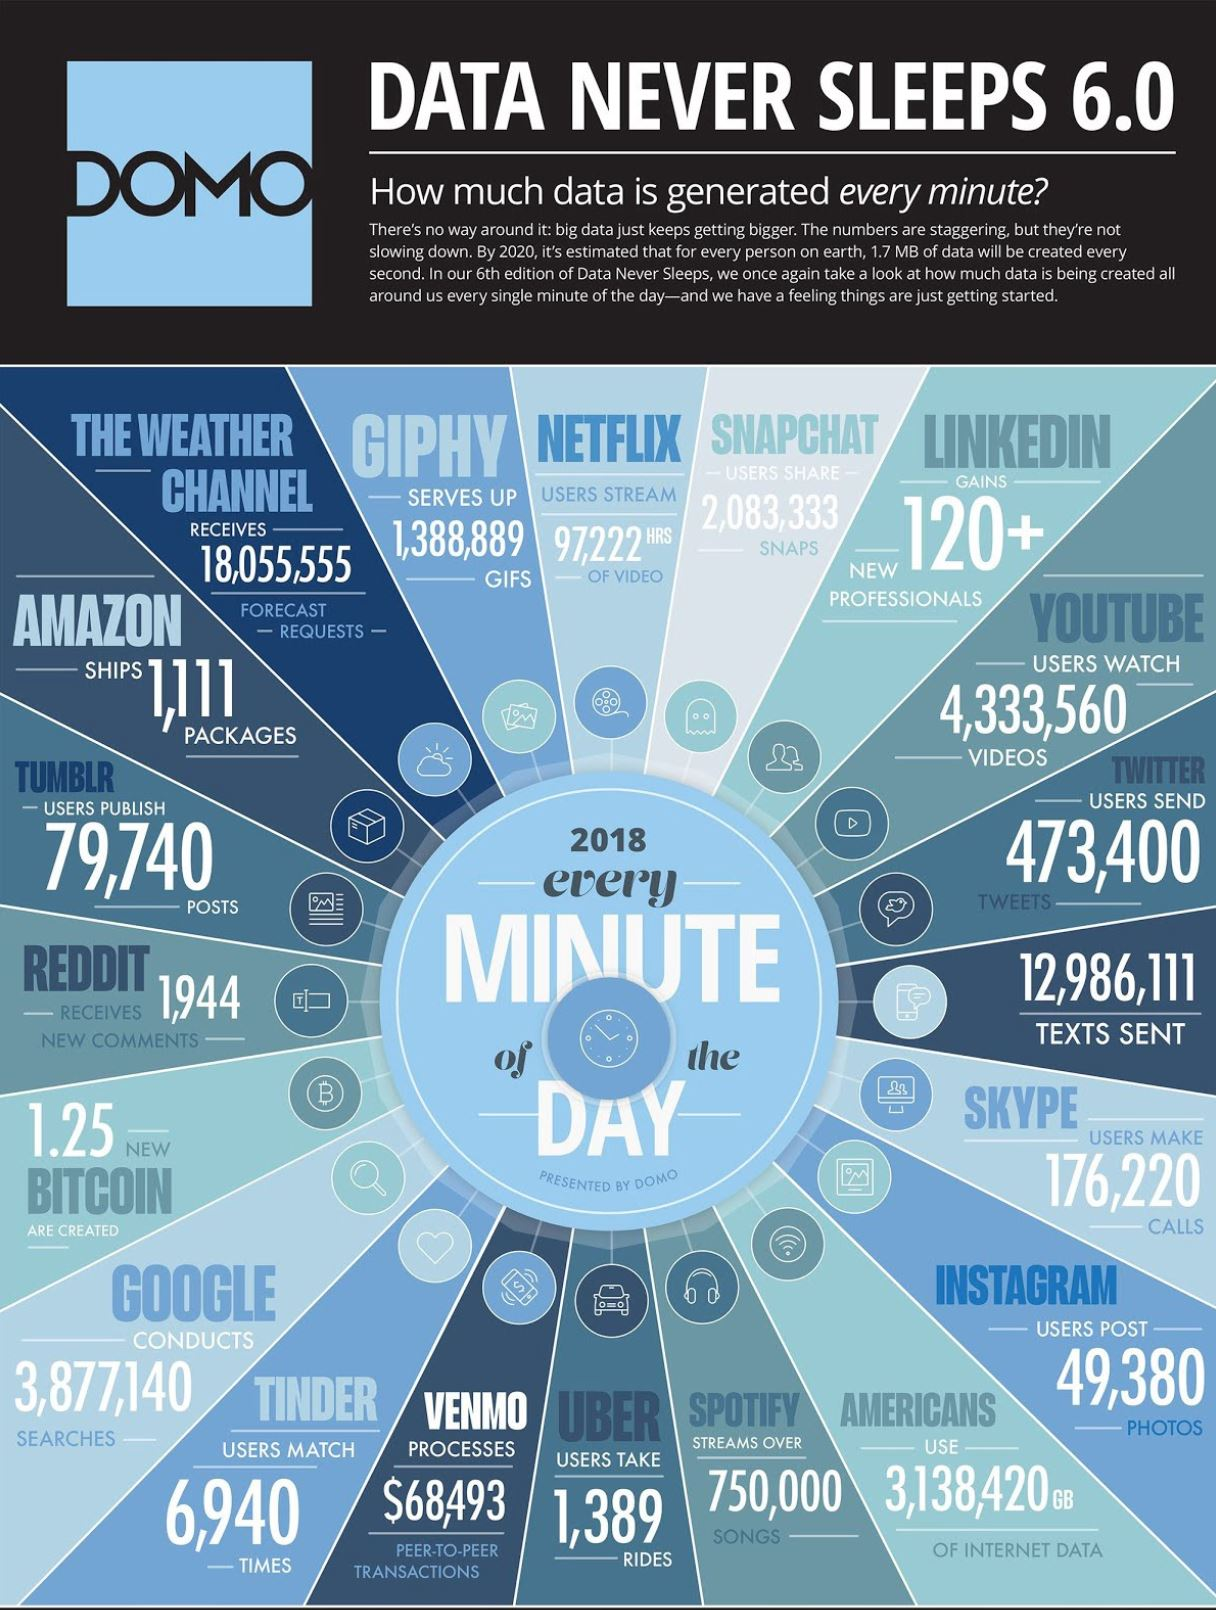 DOMO
DATA NEVER SLEEPS 6.0
How much data is generated every minute?
There's no way around it: big data just keeps getting bigger. The numbers are staggering, but they're not
slowing down. By 2020, it's estimated that for every person on earth, 1.7 MB of data will be created every
second. In our 6th edition of Data Never Sleeps, we once again take a look at how much data is being created all
around us every single minute of the day—and we have a feeling things are just getting started.
THE WEATHER
CHANNEL
RECEIVES
18,055,555
FORECAST
REQUESTS
GIPHY
SERVES UP
1,388,889
GIFS
NETFLIX
USERS STREAM
97,222 HRS
OF VIDEO
SNAPCHAT
USERS SHARE
2,083,333
SNAPS
LINKEDIN
GAINS
120+
NEW
PROFESSIONALS
YOUTUBE
USERS WATCH
4,333,560
VIDEOS
TWITTER
USERS SEND
473,400
TWEETS
12,986,111
TEXTS SENT
SKYPE
USERS MAKE
176,220
CALLS
INSTAGRAM
USERS POST
49,380
PHOTOS
AMERICANS
USE
3,138,420 GB
OF INTERNET DATA
SPOTIFY
STREAMS OVER
750,000
SONGS
UBER
USERS TAKE
1,389
RIDES
VENMO
PROCESSES
$68,493
PEER-TO-PEER
TRANSACTIONS
TINDER
USERS MATCH
6,940
TIMES
GOOGLE
CONDUCTS
3,877,140
SEARCHES
1.25 NEW
BITCOIN
ARE CREATED
REDDIT
RECEIVES 1,944
NEW COMMENTS
TUMBLR
USERS PUBLISH
79,740
POSTS
AMAZON
SHIPS 1,111
PACKAGES
2018
every
MINUTE
of the
DAY
PRESENTED BY DOMO